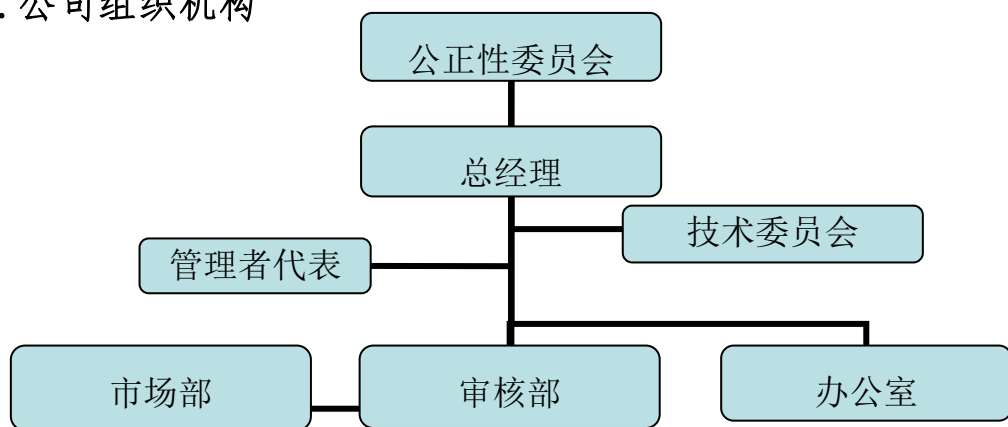 . 公司组织机构
公正性委员会
总经理
技术委员会
管理者代表
市场部
审核部
办公室